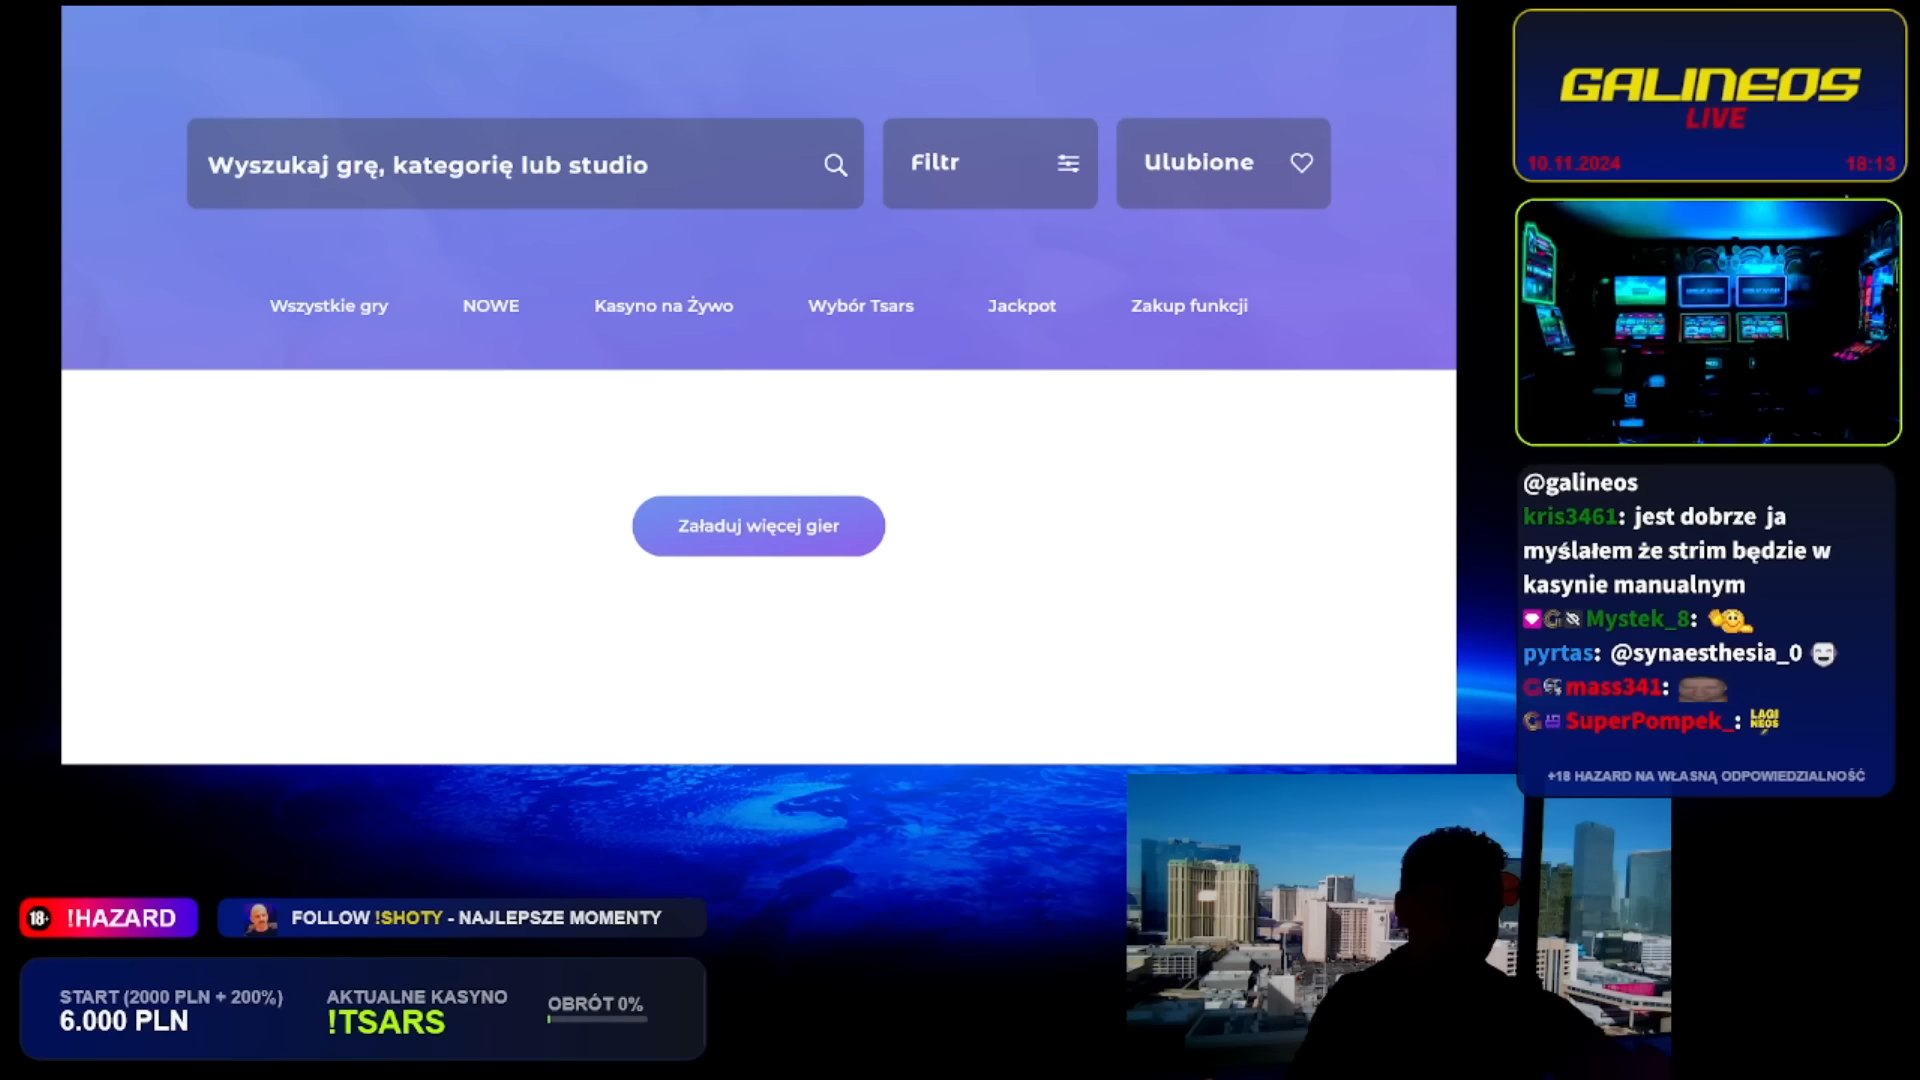 Wyszukaj grę, kategorię lub studio
Filtr
Ulubione
Wszystkie gry
NOWE
Kasyno na Żywo
Wybór Tsars
Jackpot
Zakup funkcji
Załaduj więcej gier
GALINEOS
LIVE
10.11.2024
18:13
@galineos
kris3461: jest dobrze ja
myślałem że strim będzie w
kasynie manualnym
Mystek_8:
pyrtas: @synaesthesia_0
mass341:
SuperPompek_: LAGI
NEOS
+18 HAZARD NA WŁASNĄ ODPOWIEDZIALNOŚĆ
18+ !HAZARD
FOLLOW !SHOTY - NAJLEPSZE MOMENTY
START (2000 PLN + 200%)
6.000 PLN
AKTUALNE KASYNO
!TSARS
OBRÓT 0%